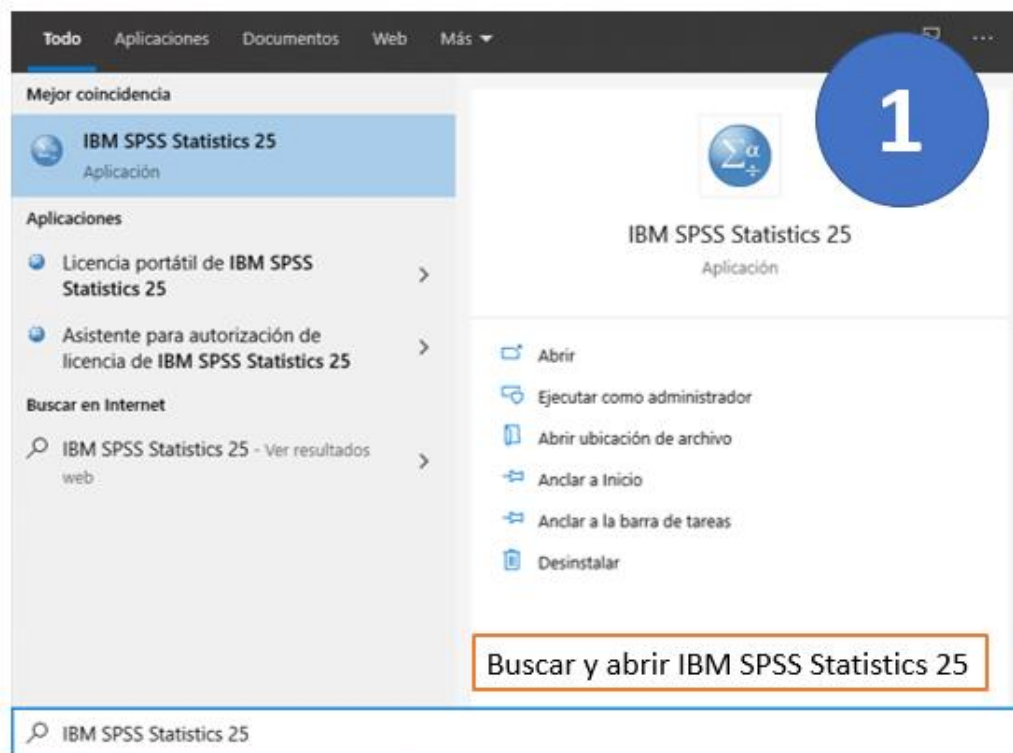 Todo Aplicaciones Documentos Web Más
Mejor coincidencia
IBM SPSS Statistics 25
Aplicación
Aplicaciones
Licencia portátil de IBM SPSS
Statistics 25
Asistente para autorización de
licencia de IBM SPSS Statistics 25
Buscar en Internet
IBM SPSS Statistics 25 - Ver resultados
web
1
Σα÷
IBM SPSS Statistics 25
Aplicación
Abrir
Ejecutar como administrador
Abrir ubicación de archivo
Anclar a Inicio
Anclar a la barra de tareas
Desinstalar
Buscar y abrir IBM SPSS Statistics 25
IBM SPSS Statistics 25